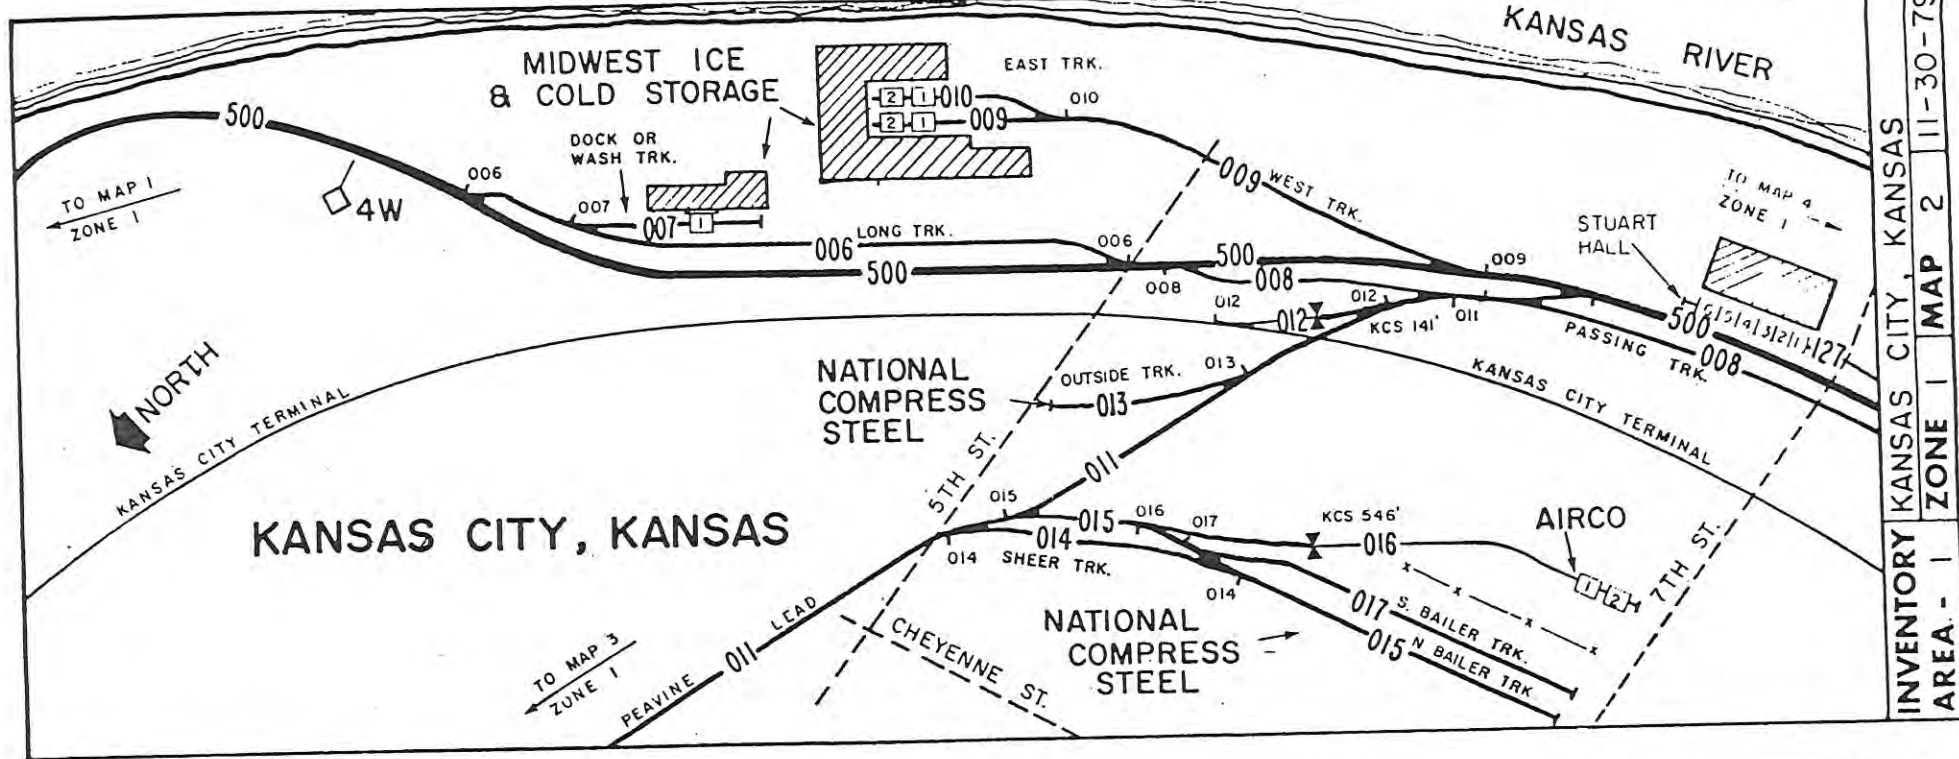 KANSAS RIVER
MIDWEST ICE
& COLD STORAGE
EAST TRK.
2 1 010
010
2 1 009
500
DOCK OR
WASH TRK.
006
007
4W
TO MAP 1
ZONE 1
007 1
006 LONG TRK.
500
006
500
008
008
009 WEST TRK.
009
TO MAP 4
ZONE 1
STUART
HALL
6 5 4 3 2 1 127
500
PASSING TRK.
008
012
012
012
KCS 141'
011
NORTH
KANSAS CITY TERMINAL
NATIONAL
COMPRESS
STEEL
OUTSIDE TRK.
013
013
KANSAS CITY TERMINAL
5TH ST.
011
KANSAS CITY, KANSAS
015
015
016
017
KCS 546'
016
AIRCO
1 2
014
014
SHEER TRK.
014
7TH ST.
017 S. BAILER TRK.
015 N BAILER TRK.
NATIONAL
COMPRESS
STEEL
CHEYENNE ST.
TO MAP 3
ZONE 1
PEAVINE 011 LEAD
INVENTORY KANSAS CITY, KANSAS 11-30-79
AREA - 1 ZONE 1 MAP 2